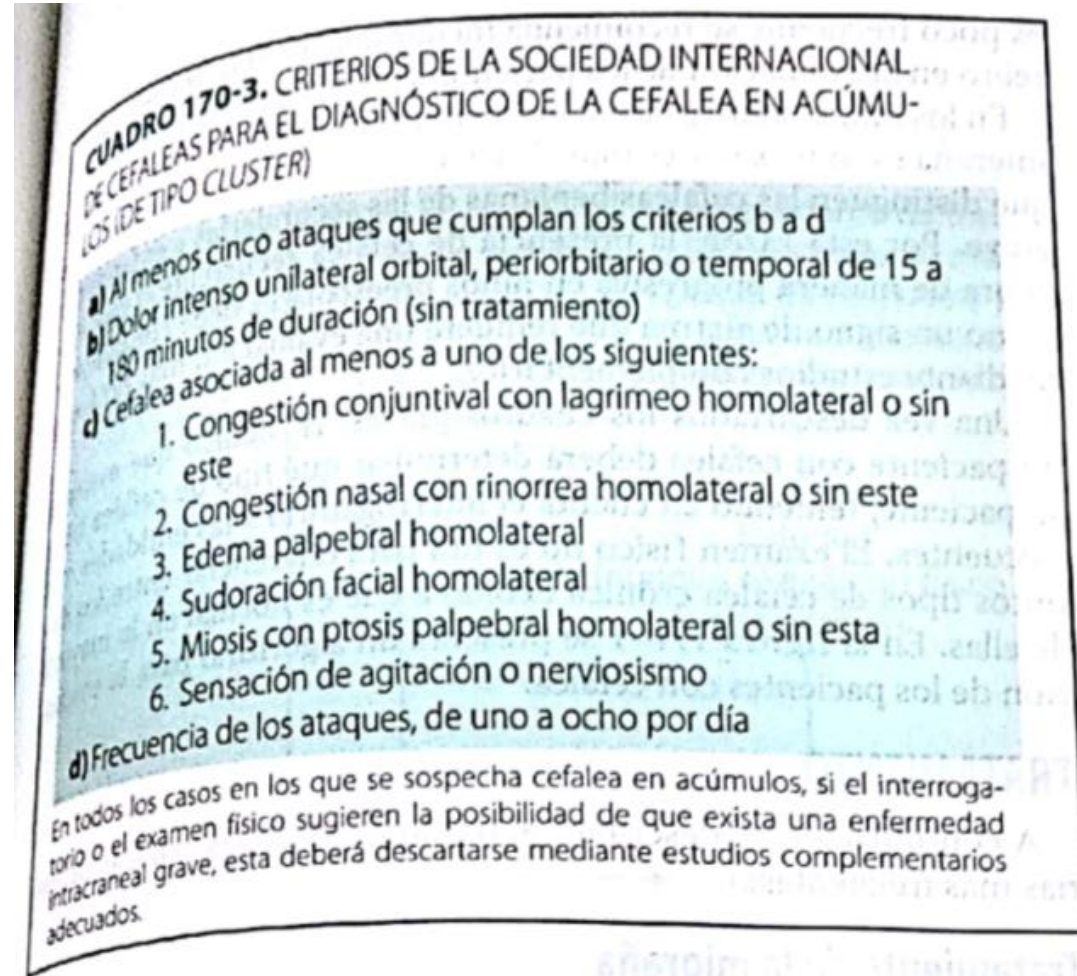 CUADRO 170-3. CRITERIOS DE LA SOCIEDAD INTERNACIONAL
DE CEFALEAS PARA EL DIAGNÓSTICO DE LA CEFALEA EN ACÚMU-
LOS (DE TIPO CLUSTER)
a) Al menos cinco ataques que cumplan los criterios b a d
b) Dolor intenso unilateral orbital, periorbitario o temporal de 15 a
180 minutos de duración (sin tratamiento)
c) Cefalea asociada al menos a uno de los siguientes:
1. Congestión conjuntival con lagrimeo homolateral o sin
este
2. Congestión nasal con rinorrea homolateral o sin este
3. Edema palpebral homolateral
4. Sudoración facial homolateral
5. Miosis con ptosis palpebral homolateral o sin esta
6. Sensación de agitación o nerviosismo
d) Frecuencia de los ataques, de uno a ocho por día
En todos los casos en los que se sospecha cefalea en acúmulos, si el interroga-
torio o el examen físico sugieren la posibilidad de que exista una enfermedad
intracraneal grave, esta deberá descartarse mediante estudios complementarios
adecuados.